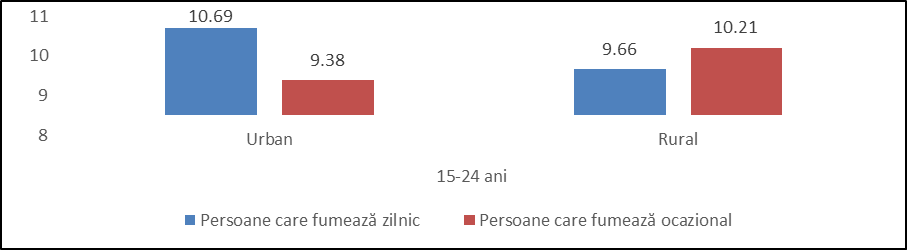 11
10
9
8
10.69
9.38
9.66
10.21
Urban
Rural
15-24 ani
Persoane care fumează zilnic
Persoane care fumează ocazional